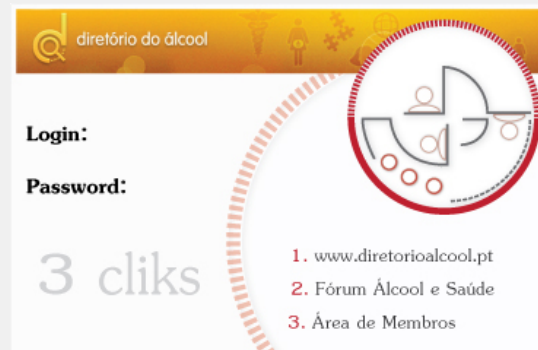 diretório do álcool
Login:
Password:
3 cliks
1. www.diretorioalcool.pt
2. Fórum Álcool e Saúde
3. Área de Membros